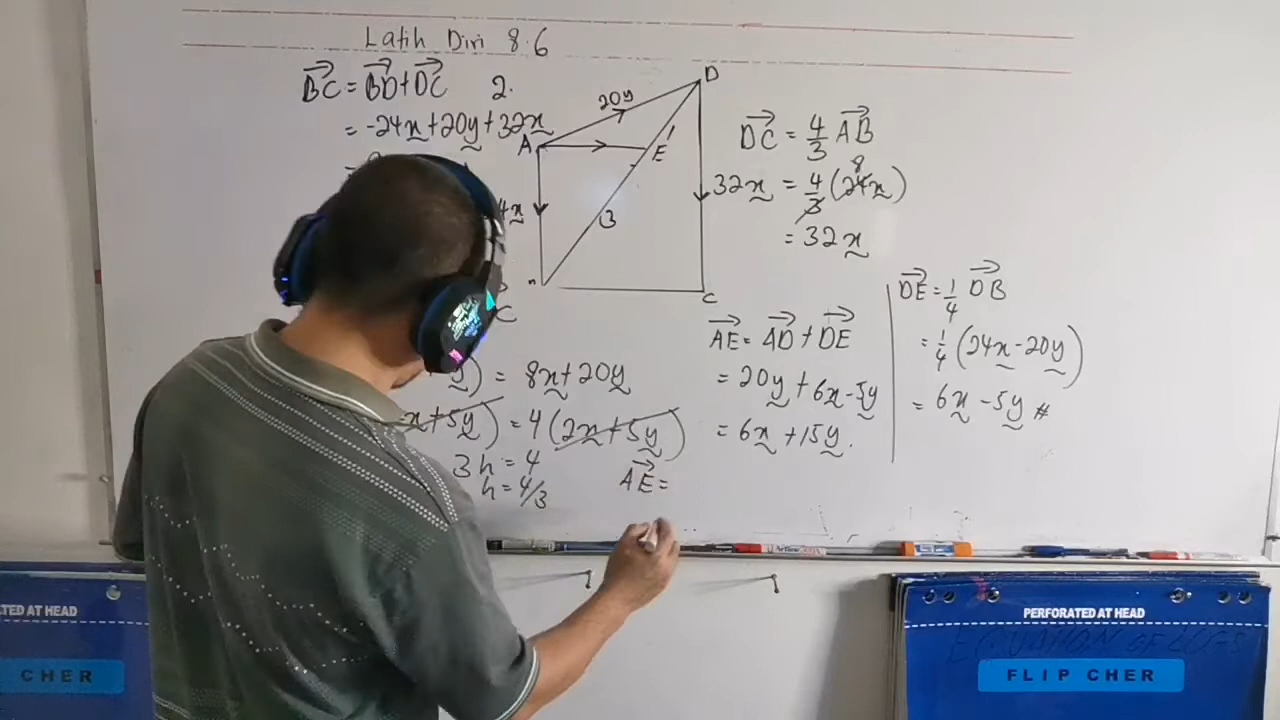 Latih Diri 8.6
BC = BD + DC
= -24x + 20y + 32x
2.
20y
D
A
E
1
3
C
DC = 4/3 AB
32x = 4/3 (24x)
8
= 32x
DE = 1/4 DB
= 1/4 (24x - 20y)
= 6x - 5y #
AE = AD + DE
= 20y + 6x - 5y
= 6x + 15y.
y) = 8x + 20y
x + 5y) = 4(2x + 5y)
3h = 4
h = 4/3
AE =
PERFORATED AT HEAD
FLIP CHER
ATED AT HEAD
CHER